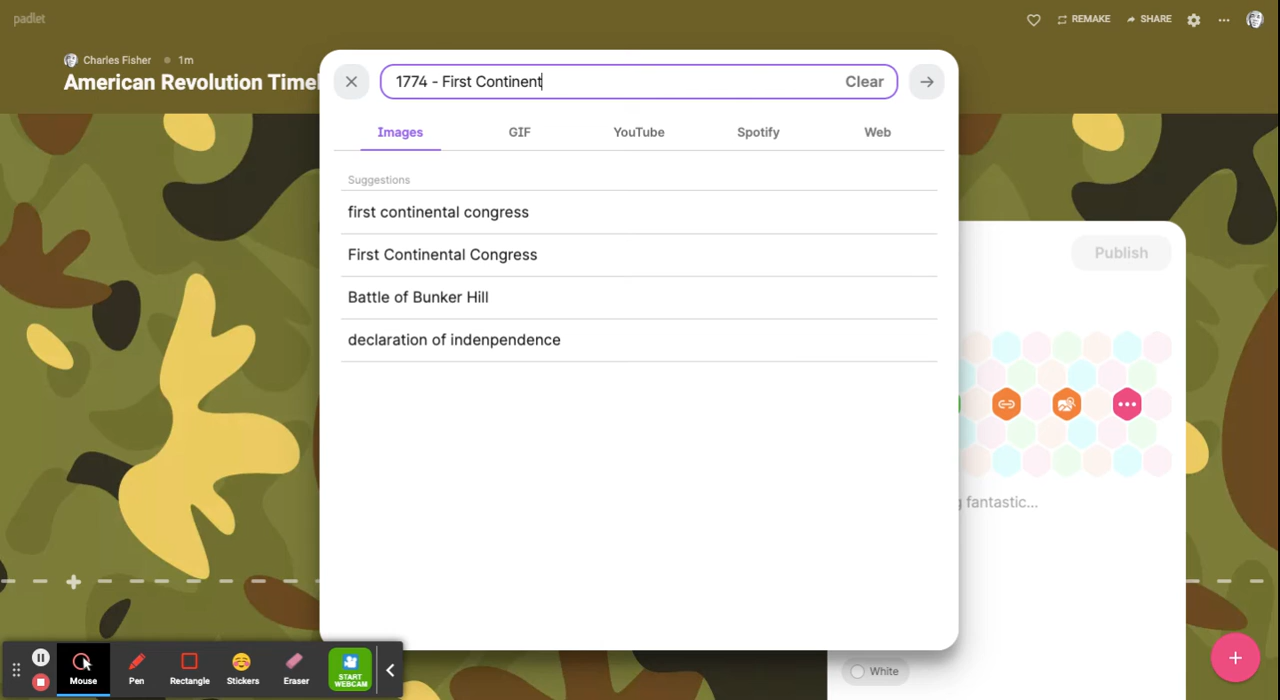 padlet
REMAKE
SHARE
Charles Fisher 1m
American Revolution Timel
1774 - First Continent
Clear
Images
GIF
YouTube
Spotify
Web
Suggestions
first continental congress
First Continental Congress
Battle of Bunker Hill
declaration of indenpendence
Publish
g fantastic...
White
Mouse
Pen
Rectangle
Stickers
Eraser
START
WEBCAM